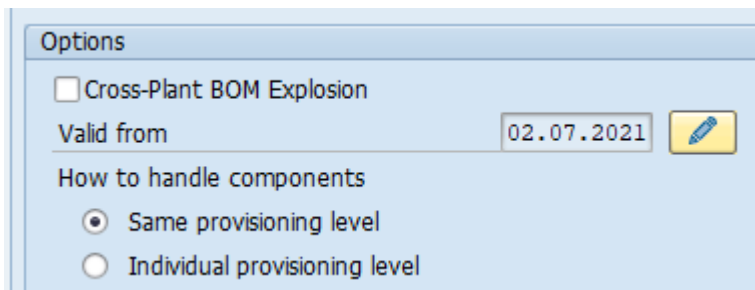 Options
Cross-Plant BOM Explosion
Valid from 02.07.2021
How to handle components
Same provisioning level
Individual provisioning level